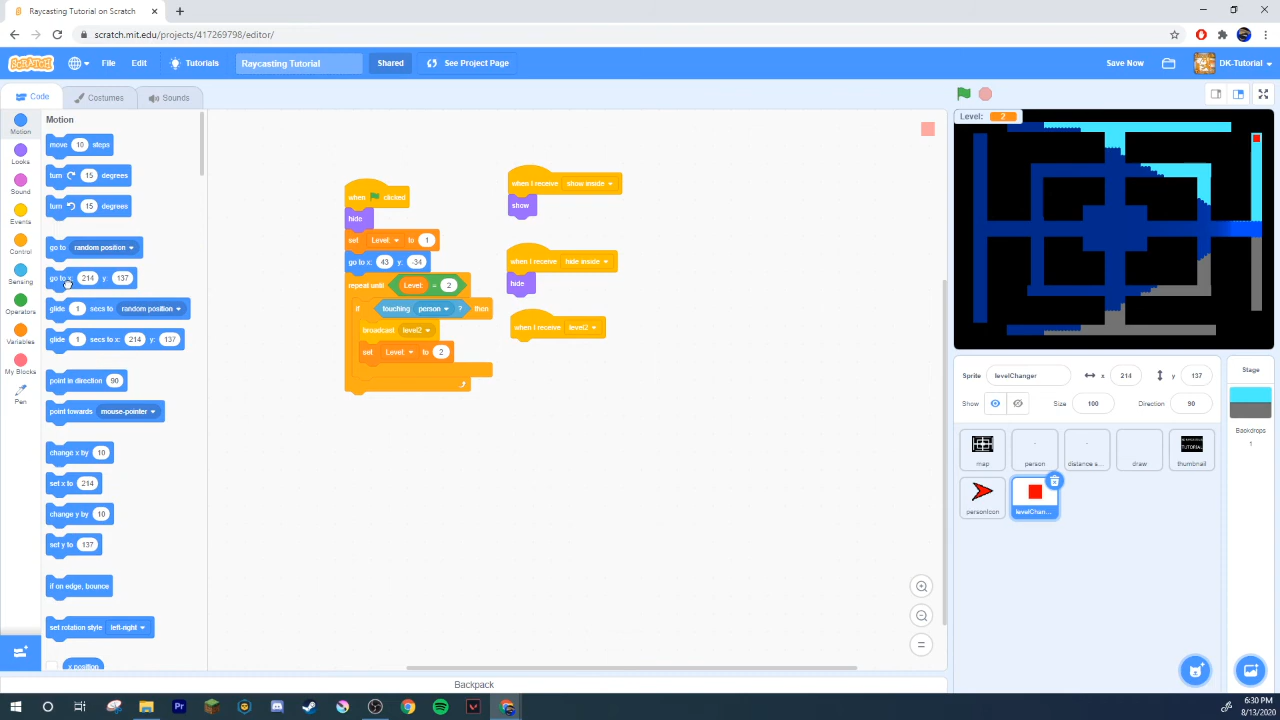 Raycasting Tutorial on Scratch
scratch.mit.edu/projects/417269798/editor/
SCRATCH
File
Edit
Tutorials
Raycasting Tutorial
Shared
See Project Page
Save Now
DK-Tutorial
Code
Costumes
Sounds
Motion
Looks
Sound
Events
Control
Sensing
Operators
Variables
My Blocks
Pen
Motion
move 10 steps
turn 15 degrees
turn 15 degrees
go to random position
go to x: 214 y: 137
glide 1 secs to random position
glide 1 secs to x: 214 y: 137
point in direction 90
point towards mouse-pointer
change x by 10
set x to 214
change y by 10
set y to 137
if on edge, bounce
set rotation style left-right
x position
when clicked
hide
set Level: to 1
go to x: 43 y: -34
repeat until Level: = 2
if touching person ? then
broadcast level2
set Level: to 2
when I receive show inside
show
when I receive hide inside
hide
when I receive level2
Backpack
Level: 2
Sprite levelChanger x 214 y 137
Show Size 100 Direction 90
map
person
distance s...
draw
thumbnail
TUTORIAL
personIcon
levelChan...
Stage
Backdrops
1
6:30 PM
8/13/2020